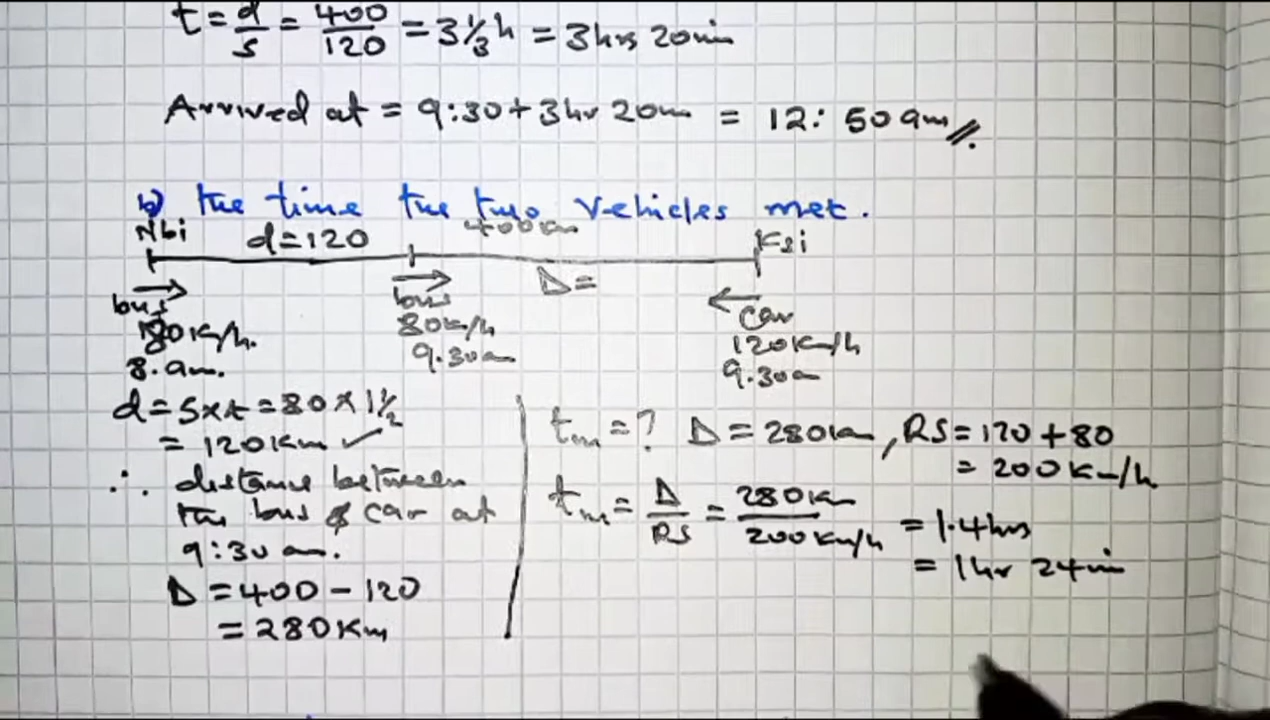 t = d/s = 400/120 = 3⅓h = 3hrs 20min
Arrived at = 9:30 + 3hr 20m = 12:50am
b) the time the two vehicles met.
Nbi d=120 400km Ksi
Δ=
bus bus car
80km/h. 80km/h 120km/h
8.am. 9.30am 9.30am
d = s×t = 80 × 1½
= 120km ✓
∴ distance between
the bus & car at
9:30 am.
Δ = 400 - 120
= 280km
tm = ? Δ = 280km, RS = 120 + 80
= 200km/h
tm = Δ/RS = 280km/200km/h = 1.4hrs
= 1hr 24min